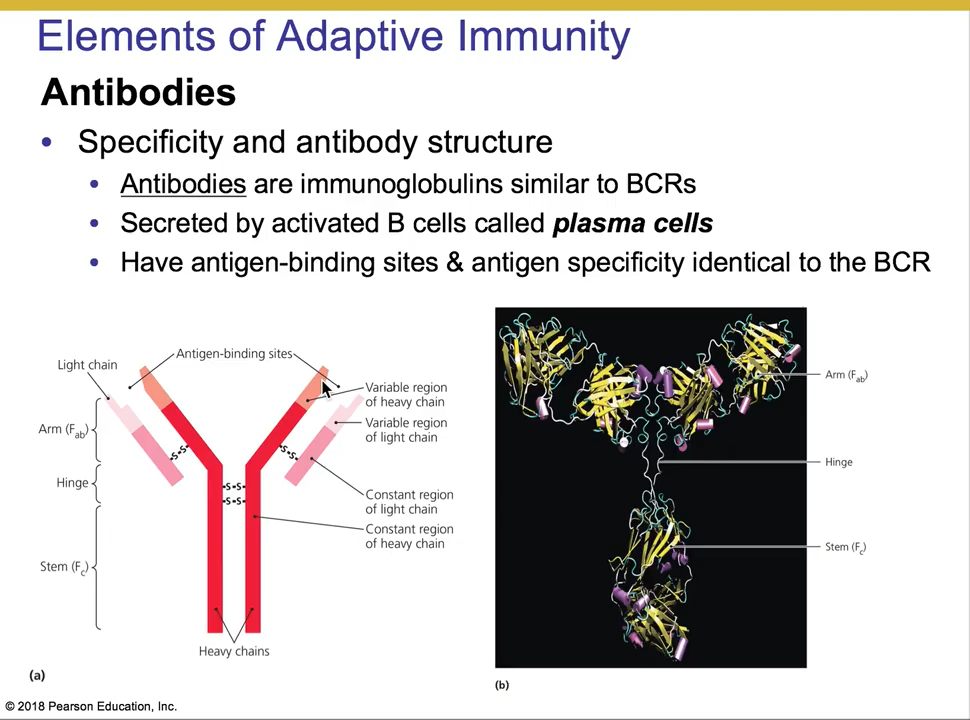 Elements of Adaptive Immunity
Antibodies
• Specificity and antibody structure
• Antibodies are immunoglobulins similar to BCRs
• Secreted by activated B cells called plasma cells
• Have antigen-binding sites & antigen specificity identical to the BCR
Light chain
Antigen-binding sites
Variable region
of heavy chain
Variable region
of light chain
Arm (Fab)
S-S
S-S
Hinge
S-S
S-S
Constant region
of light chain
Constant region
of heavy chain
Stem (Fc)
Heavy chains
(a)
Arm (Fab)
Hinge
Stem (Fc)
(b)
© 2018 Pearson Education, Inc.